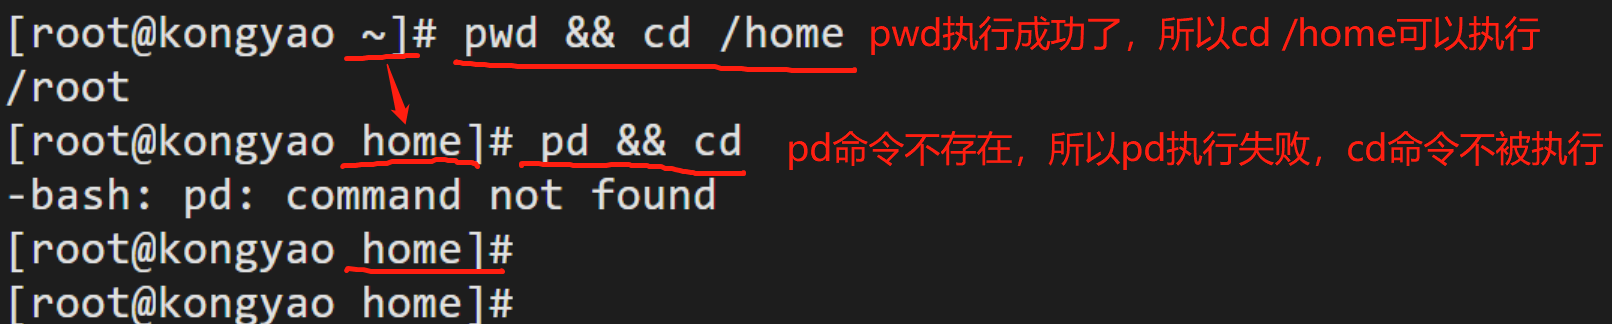 [root@kongyao ~]# pwd && cd /home pwd执行成功了，所以cd /home可以执行
/root
[root@kongyao home]# pd && cd pd命令不存在，所以pd执行失败，cd命令不被执行
-bash: pd: command not found
[root@kongyao home]#
[root@kongyao home]#